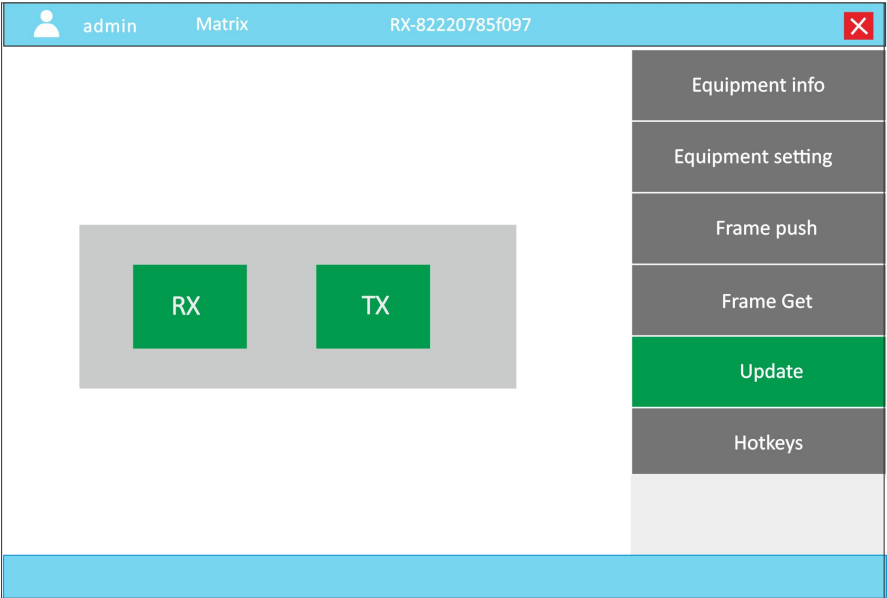 admin Matrix RX-82220785f097
Equipment info
Equipment setting
Frame push
RX TX
Frame Get
Update
Hotkeys